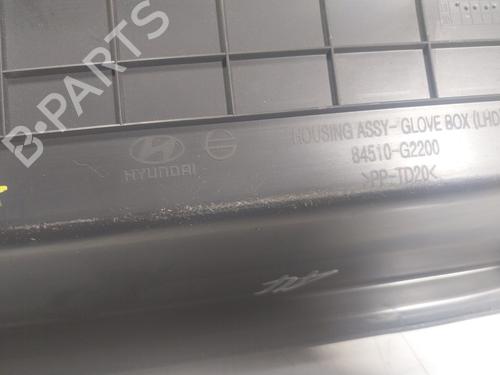 B-PARTS
HYUNDAI
HOUSING ASSY- GLOVE BOX (LHD
84510-G2200
>PP-TD20<